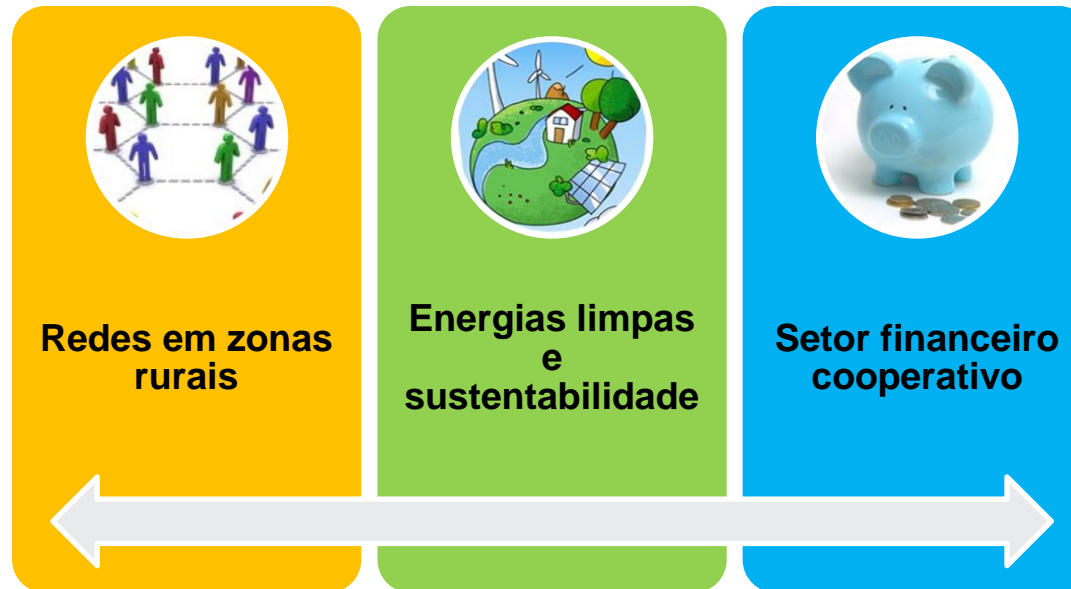 Redes em zonas
rurais
Energias limpas
e
sustentabilidade
Setor financeiro
cooperativo